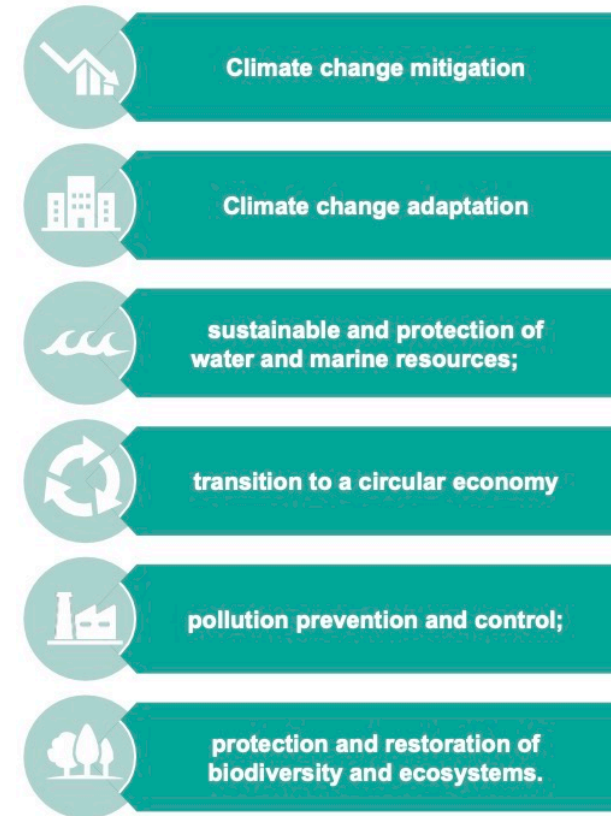 Climate change mitigation
Climate change adaptation
sustainable and protection of
water and marine resources;
transition to a circular economy
pollution prevention and control;
protection and restoration of
biodiversity and ecosystems.